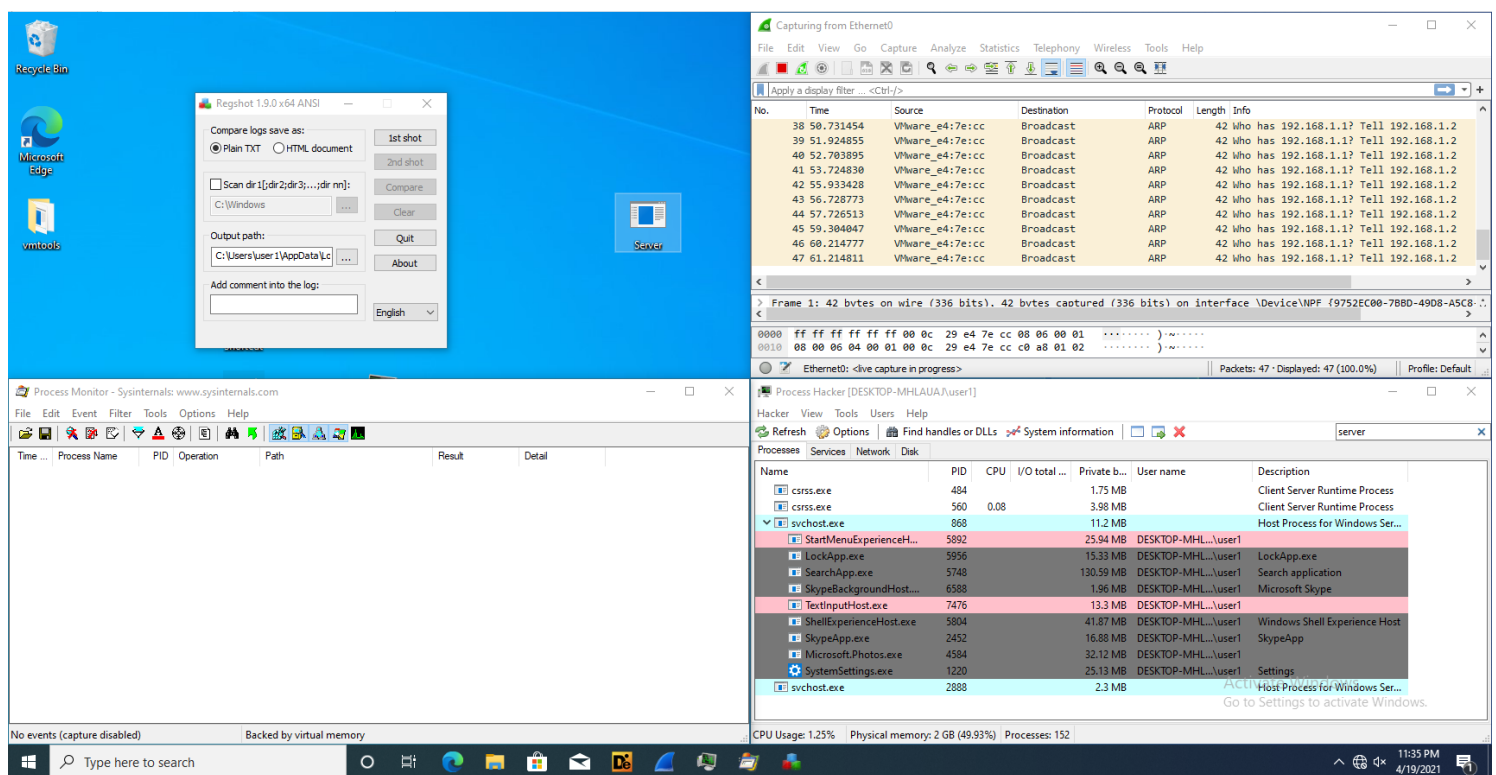 Recycle Bin
Microsoft
Edge
vmtools
Server
Regshot 1.9.0 x64 ANSI
Compare logs save as:
Plain TXT HTML document
Scan dir1[;dir2;dir3;...;dir nn]:
C:\Windows ...
Output path:
C:\Users\user1\AppData\Lc ...
Add comment into the log:
1st shot
2nd shot
Compare
Clear
Quit
About
English
Capturing from Ethernet0
File Edit View Go Capture Analyze Statistics Telephony Wireless Tools Help
Apply a display filter ... <Ctrl-/>
No. Time Source Destination Protocol Length Info
38 50.731454 VMware_e4:7e:cc Broadcast ARP 42 Who has 192.168.1.1? Tell 192.168.1.2
39 51.924855 VMware_e4:7e:cc Broadcast ARP 42 Who has 192.168.1.1? Tell 192.168.1.2
40 52.703895 VMware_e4:7e:cc Broadcast ARP 42 Who has 192.168.1.1? Tell 192.168.1.2
41 53.724830 VMware_e4:7e:cc Broadcast ARP 42 Who has 192.168.1.1? Tell 192.168.1.2
42 55.933428 VMware_e4:7e:cc Broadcast ARP 42 Who has 192.168.1.1? Tell 192.168.1.2
43 56.728773 VMware_e4:7e:cc Broadcast ARP 42 Who has 192.168.1.1? Tell 192.168.1.2
44 57.726513 VMware_e4:7e:cc Broadcast ARP 42 Who has 192.168.1.1? Tell 192.168.1.2
45 59.304047 VMware_e4:7e:cc Broadcast ARP 42 Who has 192.168.1.1? Tell 192.168.1.2
46 60.214777 VMware_e4:7e:cc Broadcast ARP 42 Who has 192.168.1.1? Tell 192.168.1.2
47 61.214811 VMware_e4:7e:cc Broadcast ARP 42 Who has 192.168.1.1? Tell 192.168.1.2
Frame 1: 42 bytes on wire (336 bits), 42 bytes captured (336 bits) on interface \Device\NPF_{9752EC00-7BBD-49D8-A5C8-
0000 ff ff ff ff ff ff 00 0c 29 e4 7e cc 08 06 00 01 ········ )·~·····
0010 08 00 06 04 00 01 00 0c 29 e4 7e cc c0 a8 01 02 ········ )·~·····
Ethernet0: <live capture in progress> Packets: 47 · Displayed: 47 (100.0%) Profile: Default
Process Monitor - Sysinternals: www.sysinternals.com
File Edit Event Filter Tools Options Help
Time ... Process Name PID Operation Path Result Detail
No events (capture disabled) Backed by virtual memory
Process Hacker [DESKTOP-MHLAUAJ\user1]
Hacker View Tools Users Help
Refresh Options Find handles or DLLs System information server
Processes Services Network Disk
Name PID CPU I/O total ... Private b... User name Description
csrss.exe 484 1.75 MB Client Server Runtime Process
csrss.exe 560 0.08 3.98 MB Client Server Runtime Process
svchost.exe 868 11.2 MB Host Process for Windows Ser...
StartMenuExperienceH... 5892 25.94 MB DESKTOP-MHL...\user1
LockApp.exe 5956 15.33 MB DESKTOP-MHL...\user1 LockApp.exe
SearchApp.exe 5748 130.59 MB DESKTOP-MHL...\user1 Search application
SkypeBackgroundHost.... 6588 1.96 MB DESKTOP-MHL...\user1 Microsoft Skype
TextInputHost.exe 7476 13.3 MB DESKTOP-MHL...\user1
ShellExperienceHost.exe 5804 41.87 MB DESKTOP-MHL...\user1 Windows Shell Experience Host
SkypeApp.exe 2452 16.88 MB DESKTOP-MHL...\user1 SkypeApp
Microsoft.Photos.exe 4584 32.12 MB DESKTOP-MHL...\user1
SystemSettings.exe 1220 25.13 MB DESKTOP-MHL...\user1 Settings
svchost.exe 2888 2.3 MB Host Process for Windows Ser...
Activate Windows
Go to Settings to activate Windows.
CPU Usage: 1.25% Physical memory: 2 GB (49.93%) Processes: 152
Type here to search
De
11:35 PM
4/19/2021
1